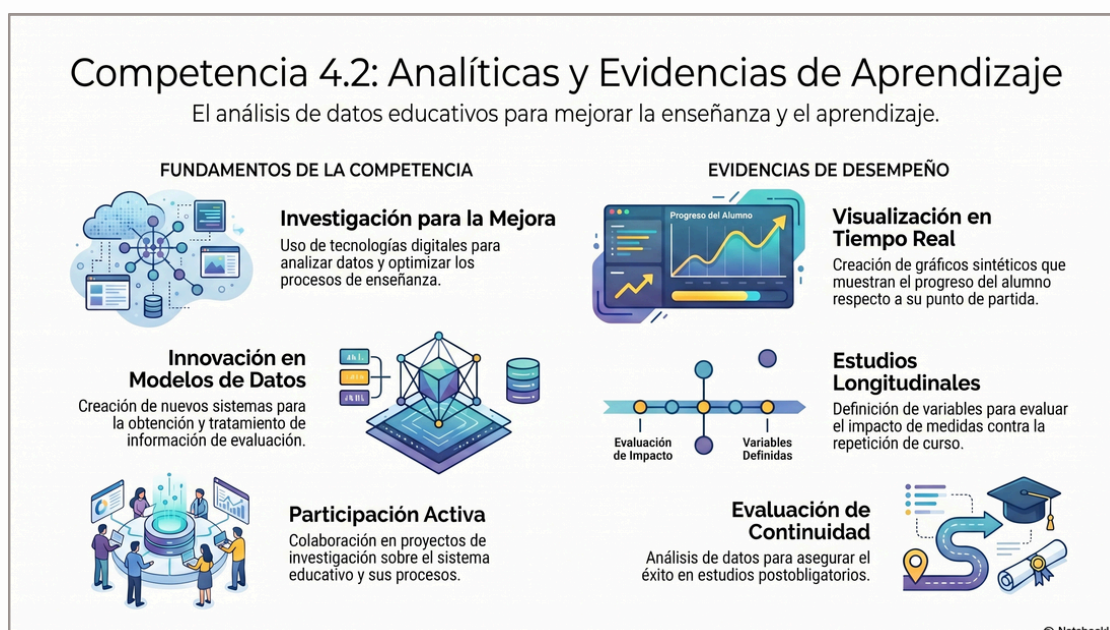 Competencia 4.2: Analíticas y Evidencias de Aprendizaje
El análisis de datos educativos para mejorar la enseñanza y el aprendizaje.
FUNDAMENTOS DE LA COMPETENCIA
Investigación para la Mejora
Uso de tecnologías digitales para
analizar datos y optimizar los
procesos de enseñanza.
Innovación en
Modelos de Datos
Creación de nuevos sistemas para
la obtención y tratamiento de
información de evaluación.
Participación Activa
Colaboración en proyectos de
investigación sobre el sistema
educativo y sus procesos.
EVIDENCIAS DE DESEMPEÑO
Progreso del Alumno
Visualización en
Tiempo Real
Creación de gráficos sintéticos que
muestran el progreso del alumno
respecto a su punto de partida.
Evaluación
de Impacto
Variables
Definidas
Estudios
Longitudinales
Definición de variables para evaluar
el impacto de medidas contra la
repetición de curso.
Evaluación de
Continuidad
Análisis de datos para asegurar el
éxito en estudios postobligatorios.